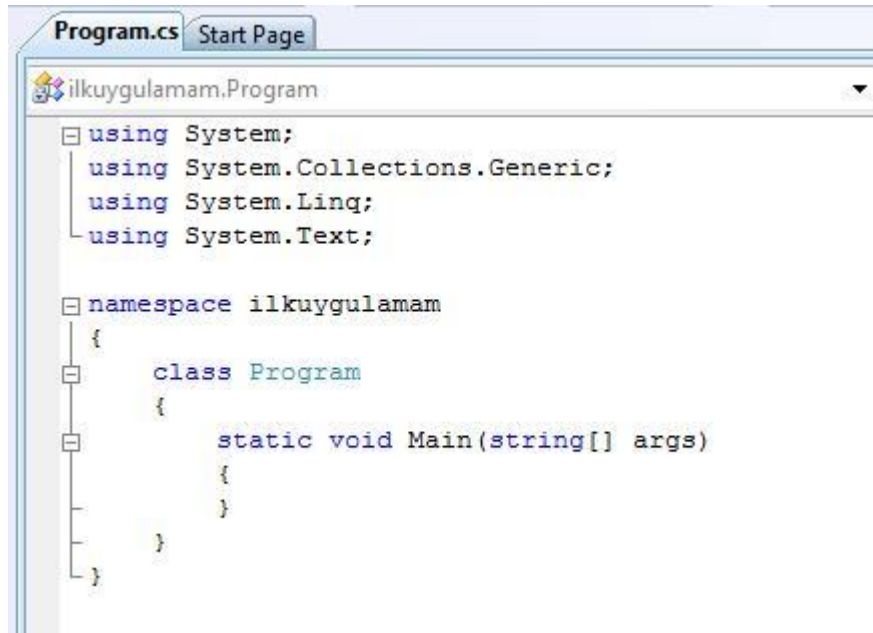 Program.cs Start Page
ilkuygulamam.Program
using System;
using System.Collections.Generic;
using System.Linq;
using System.Text;
namespace ilkuygulamam
{
class Program
{
static void Main(string[] args)
{
}
}
}